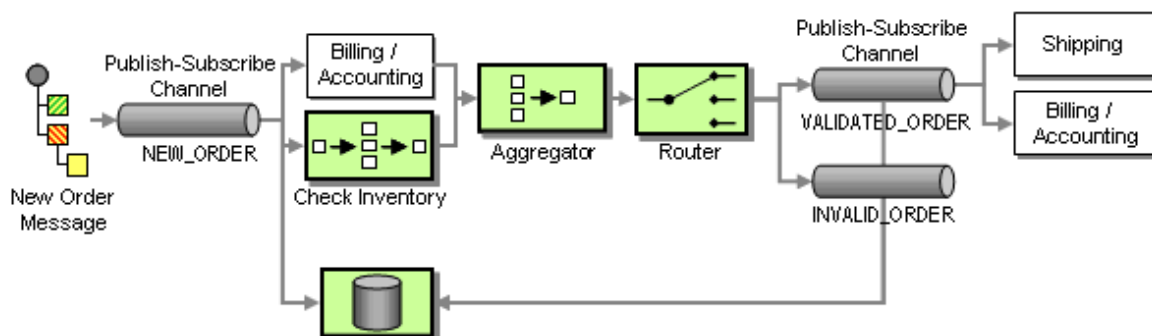 New Order
Message
Publish-Subscribe
Channel
NEW_ORDER
Billing /
Accounting
Check Inventory
Aggregator
Router
Publish-Subscribe
Channel
VALIDATED_ORDER
INVALID_ORDER
Shipping
Billing /
Accounting